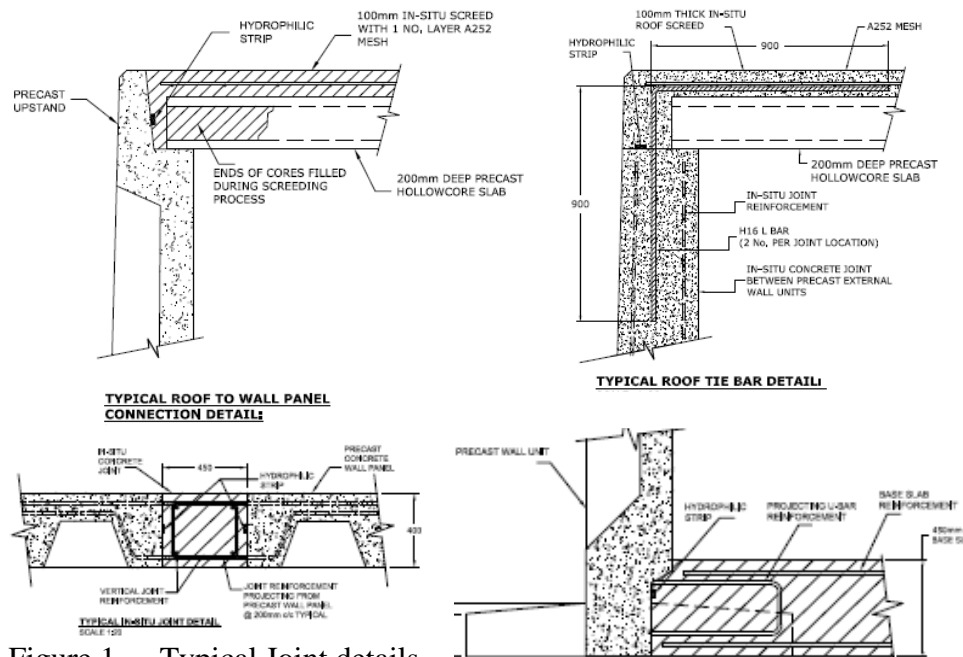 HYDROPHILIC
STRIP
100mm IN-SITU SCREED
WITH 1 NO, LAYER A252
MESH
PRECAST
UPSTAND
ENDS OF CORES FILLED
DURING SCREEDING
PROCESS
200mm DEEP PRECAST
HOLLOWCORE SLAB
TYPICAL ROOF TO WALL PANEL
CONNECTION DETAIL:
100mm THICK IN-SITU
ROOF SCREED
A252 MESH
HYDROPHILIC
STRIP
900
900
200mm DEEP PRECAST
HOLLOWCORE SLAB
IN-SITU JOINT
REINFORCEMENT
H16 L BAR
(2 No, PER JOINT LOCATION)
IN-SITU CONCRETE JOINT
BETWEEN PRECAST EXTERNAL
WALL UNITS
TYPICAL ROOF TIE BAR DETAIL:
IN-SITU
CONCRETE
JOINT
450
HYDROPHILIC
STRIP
PRECAST
CONCRETE
WALL PANEL
400
VERTICAL JOINT
REINFORCEMENT
JOINT REINFORCEMENT
PROJECTING FROM
PRECAST WALL PANEL
@ 200mm c/c TYPICAL
TYPICAL IN-SITU JOINT DETAIL
SCALE 1:20
PRECAST WALL UNIT
HYDROPHILIC
STRIP
PROJECTING U-BAR
REINFORCEMENT
BASE SLAB
REINFORCEMENT
450mm
BASE
Figure 1 Typical Joint details